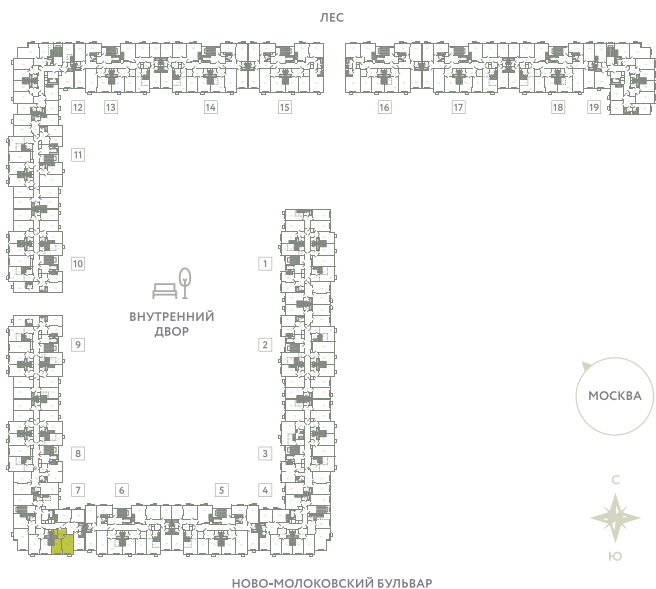 ЛЕС
12 13 14 15 16 17 18 19
11
10 1
ВНУТРЕННИЙ
ДВОР
9 2
МОСКВА
8 3
С
7 6 5 4
Ю
НОВО-МОЛОКОВСКИЙ БУЛЬВАР